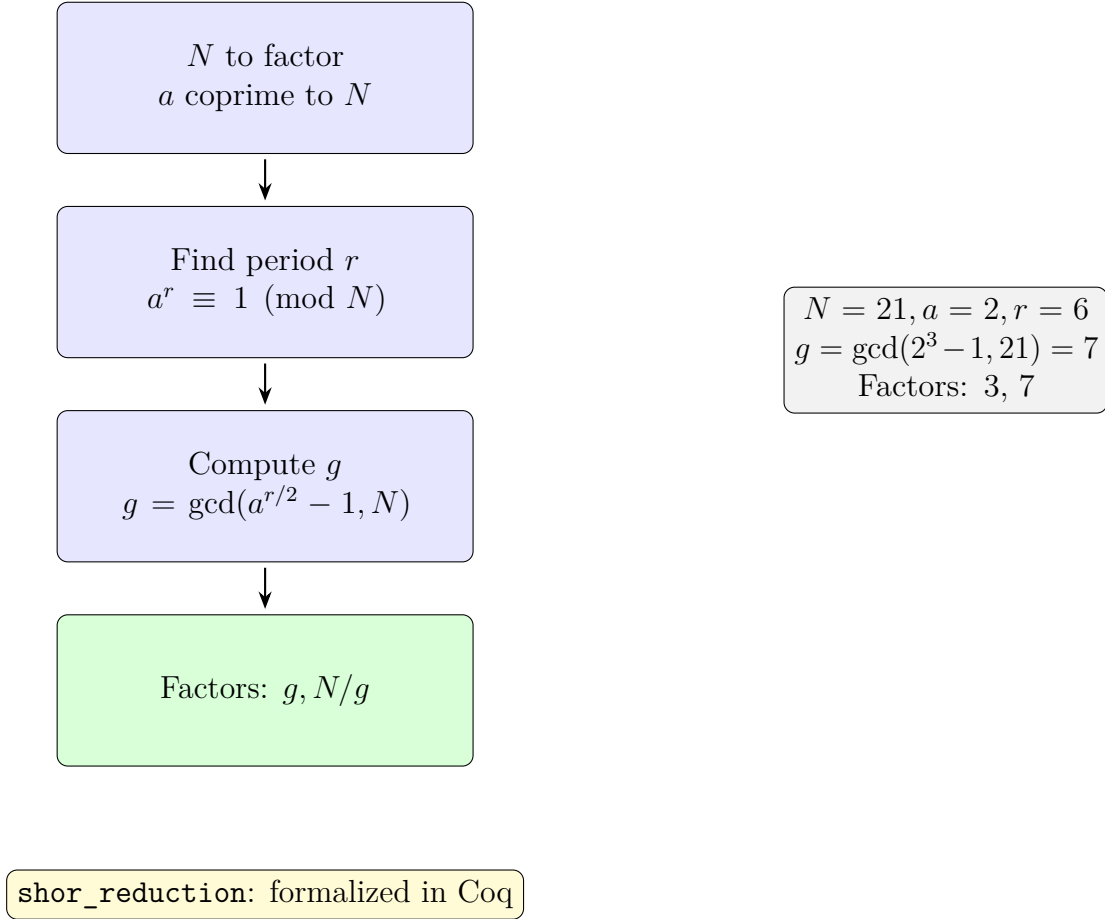 N to factor
a coprime to N
Find period r
a^r ≡ 1 (mod N)
Compute g
g = gcd(a^{r/2} − 1, N)
Factors: g, N/g
N = 21, a = 2, r = 6
g = gcd(2^3 − 1, 21) = 7
Factors: 3, 7
shor_reduction: formalized in Coq